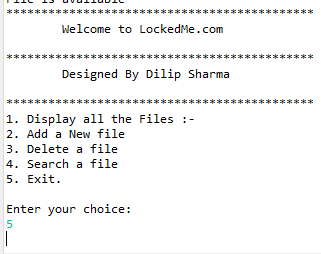 File is available
********************************************
Welcome to LockedMe.com
********************************************
Designed By Dilip Sharma
********************************************
1. Display all the Files :-
2. Add a New file
3. Delete a file
4. Search a file
5. Exit.
Enter your choice:
5